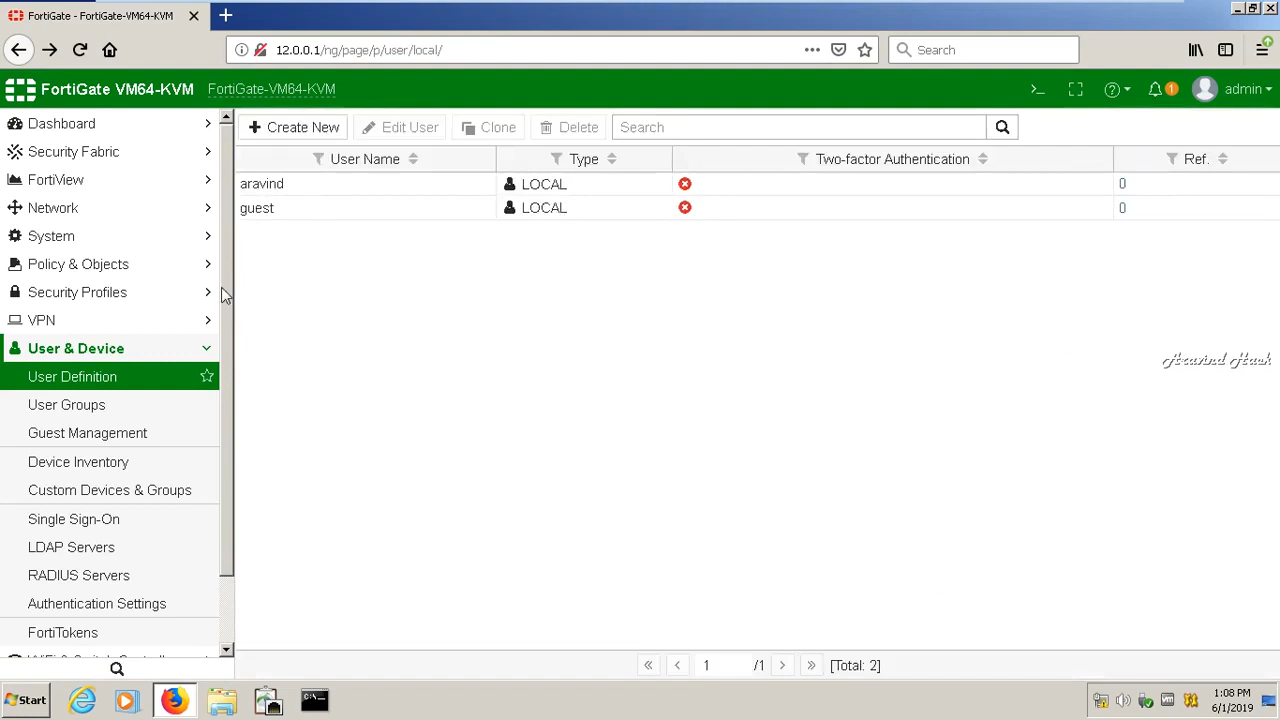 FortiGate - FortiGate-VM64-KVM
12.0.0.1/ng/page/p/user/local/
Search
FortiGate VM64-KVM
FortiGate-VM64-KVM
1
admin
Dashboard
Security Fabric
FortiView
Network
System
Policy & Objects
Security Profiles
VPN
User & Device
User Definition
User Groups
Guest Management
Device Inventory
Custom Devices & Groups
Single Sign-On
LDAP Servers
RADIUS Servers
Authentication Settings
FortiTokens
Create New
Edit User
Clone
Delete
Search
User Name
Type
Two-factor Authentication
Ref.
aravind
LOCAL
0
guest
LOCAL
0
Aravind Hask
1
/1
[Total: 2]
Start
1:08 PM
6/1/2019